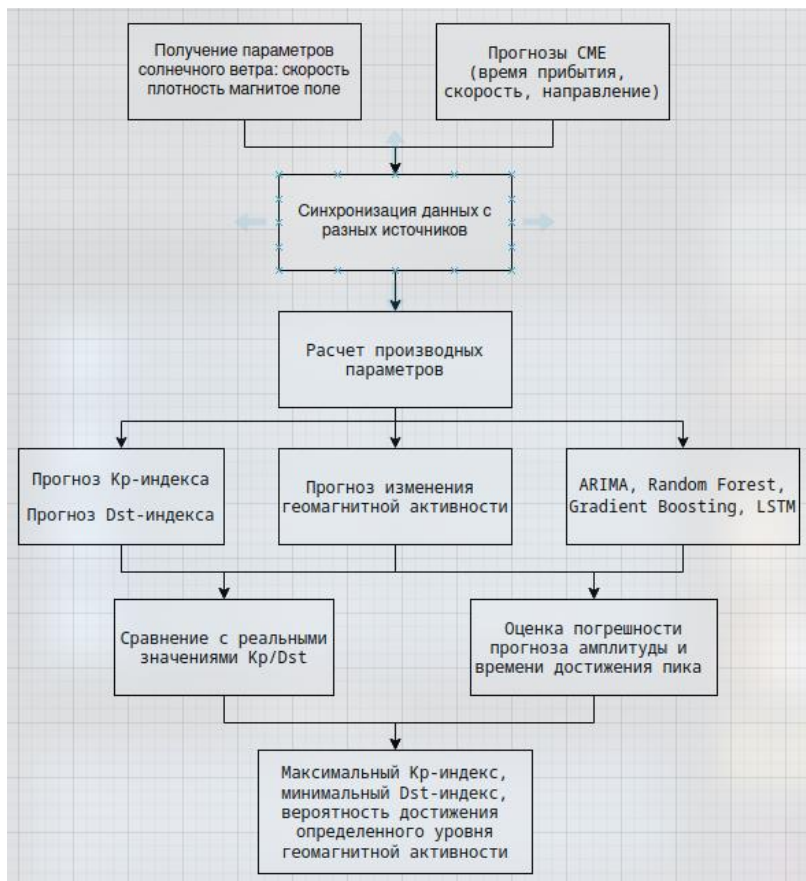 Получение параметров
солнечного ветра: скорость
плотность магнитое поле
Прогнозы CME
(время прибытия,
скорость, направление)
Синхронизация данных с
разных источников
Расчет производных
параметров
Прогноз Kp-индекса
Прогноз Dst-индекса
Прогноз изменения
геомагнитной активности
ARIMA, Random Forest,
Gradient Boosting, LSTM
Сравнение с реальными
значениями Kp/Dst
Оценка погрешности
прогноза амплитуды и
времени достижения пика
Максимальный Kp-индекс,
минимальный Dst-индекс,
вероятность достижения
определенного уровня
геомагнитной активности